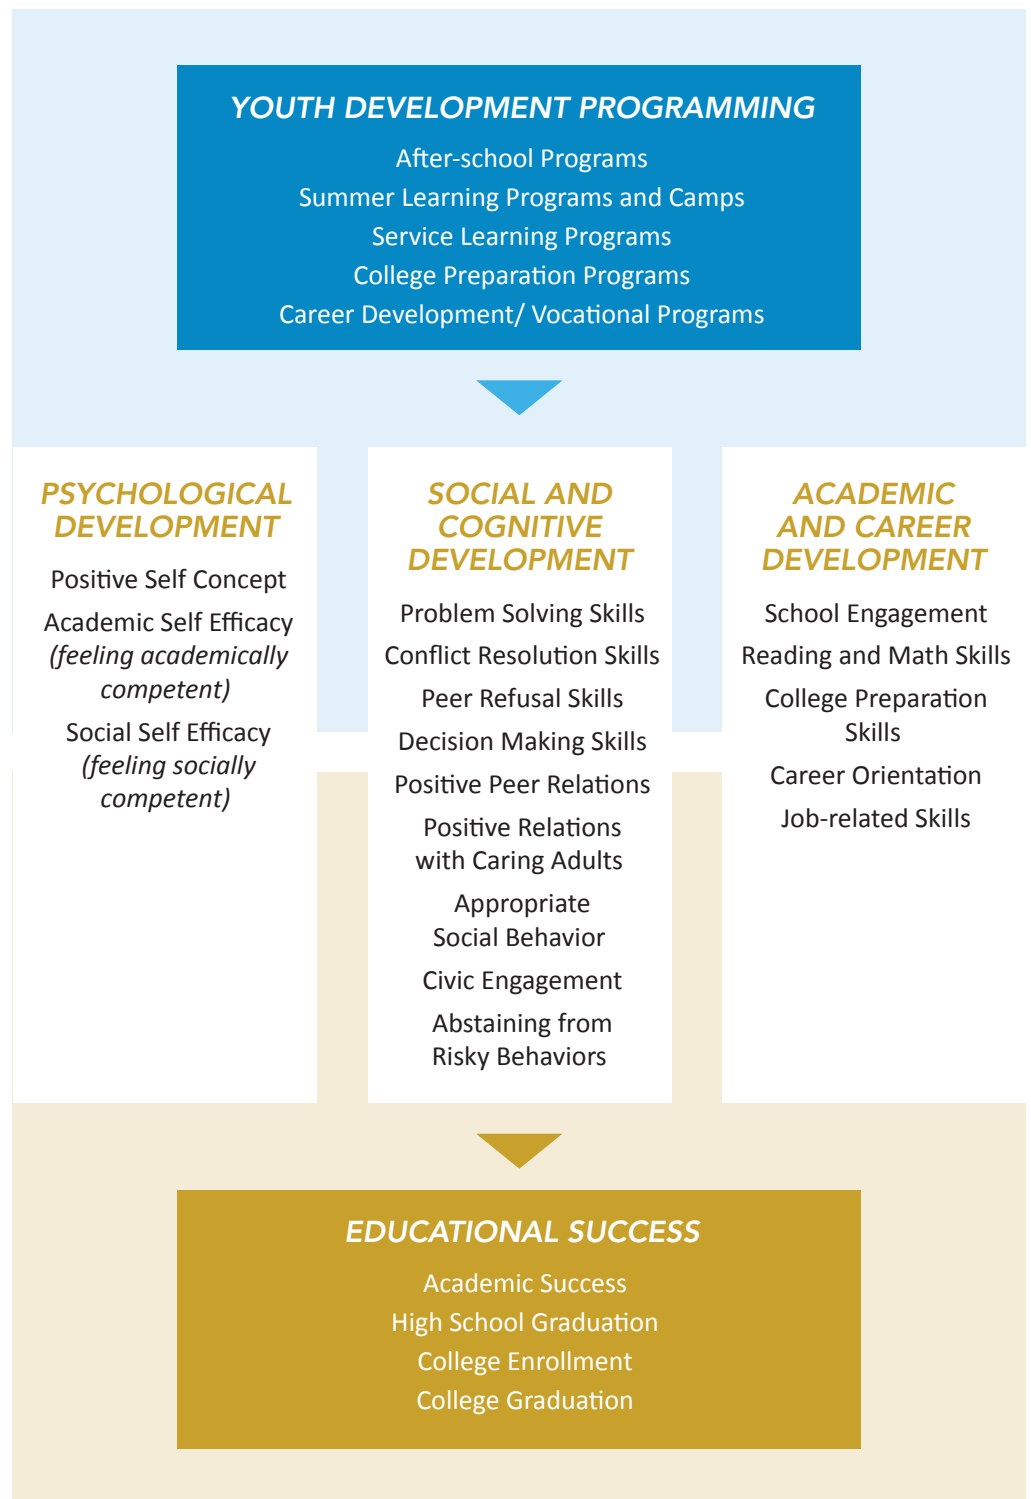 YOUTH DEVELOPMENT PROGRAMMING
After-school Programs
Summer Learning Programs and Camps
Service Learning Programs
College Preparation Programs
Career Development/ Vocational Programs
PSYCHOLOGICAL
DEVELOPMENT
Positive Self Concept
Academic Self Efficacy
(feeling academically
competent)
Social Self Efficacy
(feeling socially
competent)
SOCIAL AND
COGNITIVE
DEVELOPMENT
Problem Solving Skills
Conflict Resolution Skills
Peer Refusal Skills
Decision Making Skills
Positive Peer Relations
Positive Relations
with Caring Adults
Appropriate
Social Behavior
Civic Engagement
Abstaining from
Risky Behaviors
ACADEMIC
AND CAREER
DEVELOPMENT
School Engagement
Reading and Math Skills
College Preparation
Skills
Career Orientation
Job-related Skills
EDUCATIONAL SUCCESS
Academic Success
High School Graduation
College Enrollment
College Graduation